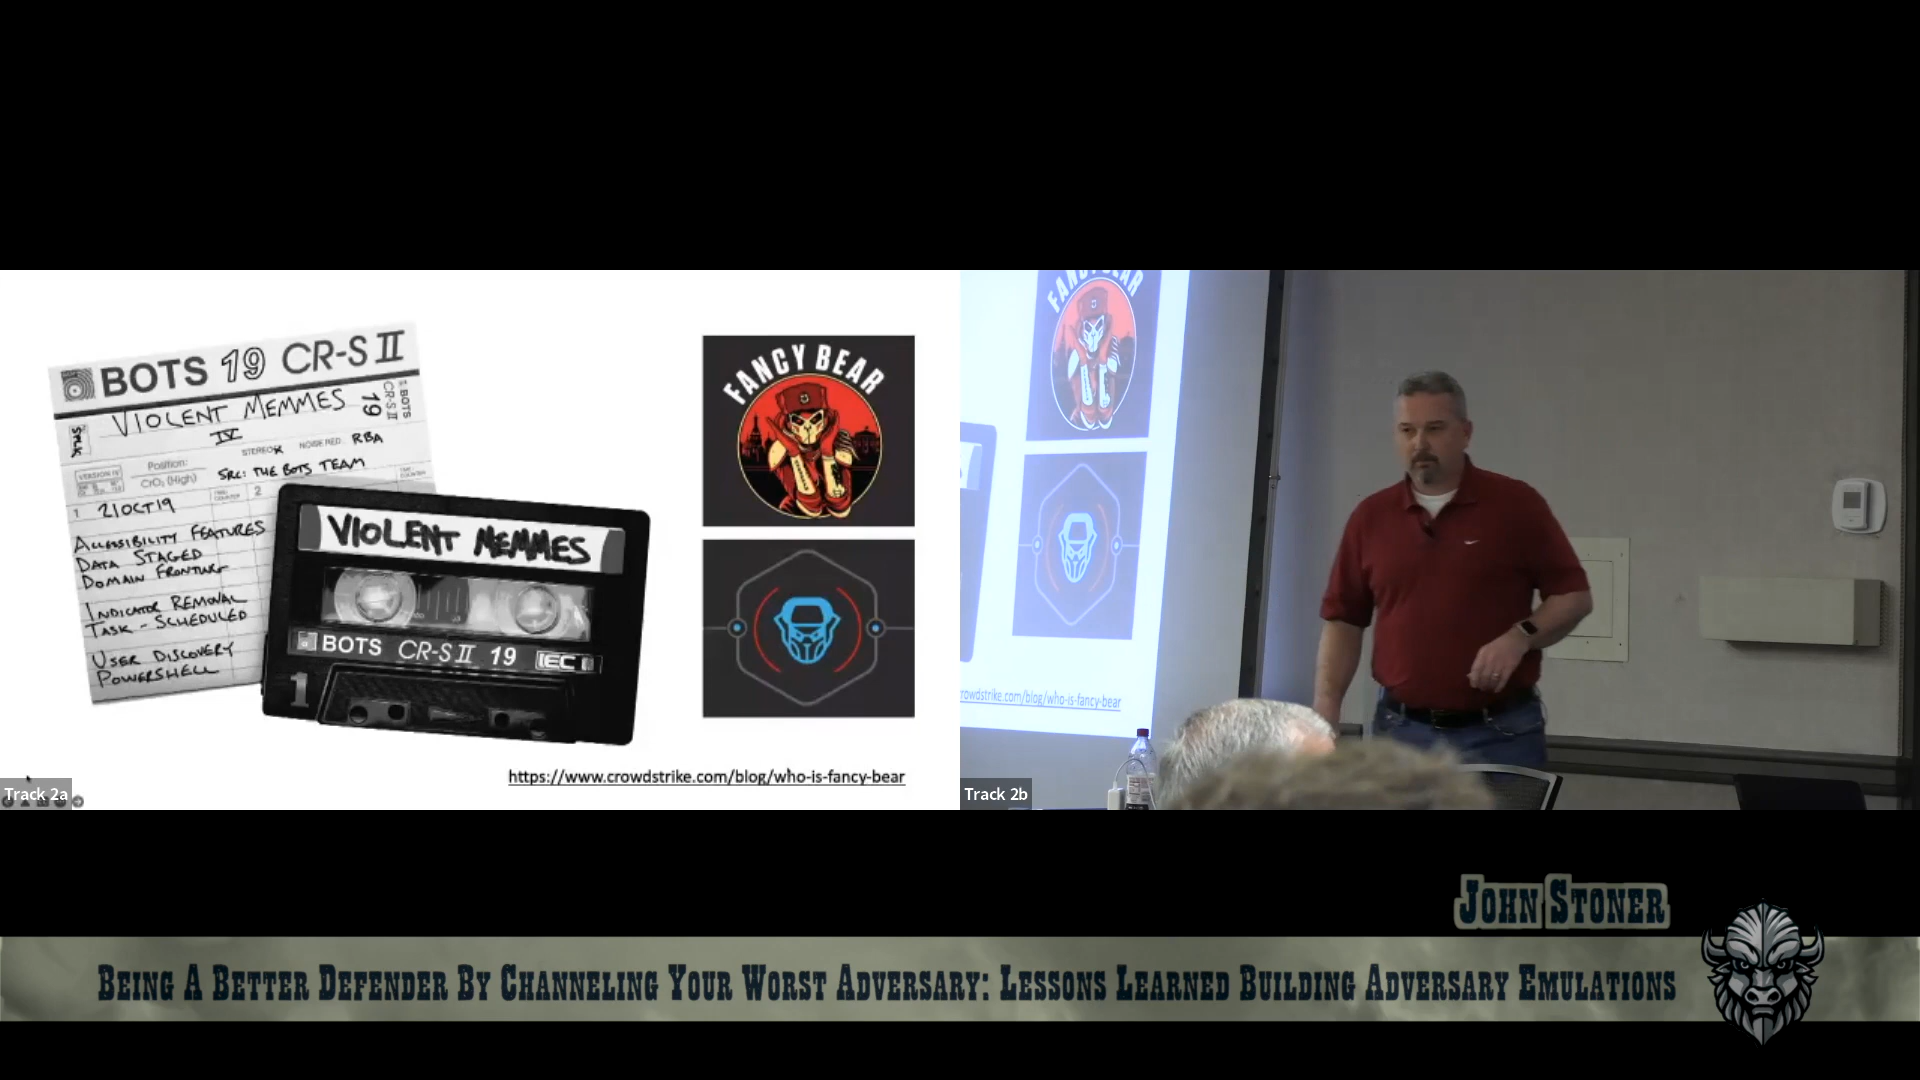 BOTS 19 CR-S II
VIOLENT MEMMES
IV
19
CR-S II
BOTS
STEREO
NOISE RED. RBA
Position:
CrO₂ (High)
SRC: THE BOTS TEAM
1 21OCT19
2
ACCESSIBILITY FEATURES
DATA STAGED
DOMAIN FRONTING
INDICATOR REMOVAL
TASK - SCHEDULED
USER DISCOVERY
POWERSHELL
VIOLENT MEMMES
BOTS CR-S II 19 IEC I
1
FANCY BEAR
https://www.crowdstrike.com/blog/who-is-fancy-bear
Track 2a
FANCY BEAR
rowdstrike.com/blog/who-is-fancy-bear
Track 2b
JOHN STONER
BEING A BETTER DEFENDER BY CHANNELING YOUR WORST ADVERSARY: LESSONS LEARNED BUILDING ADVERSARY EMULATIONS